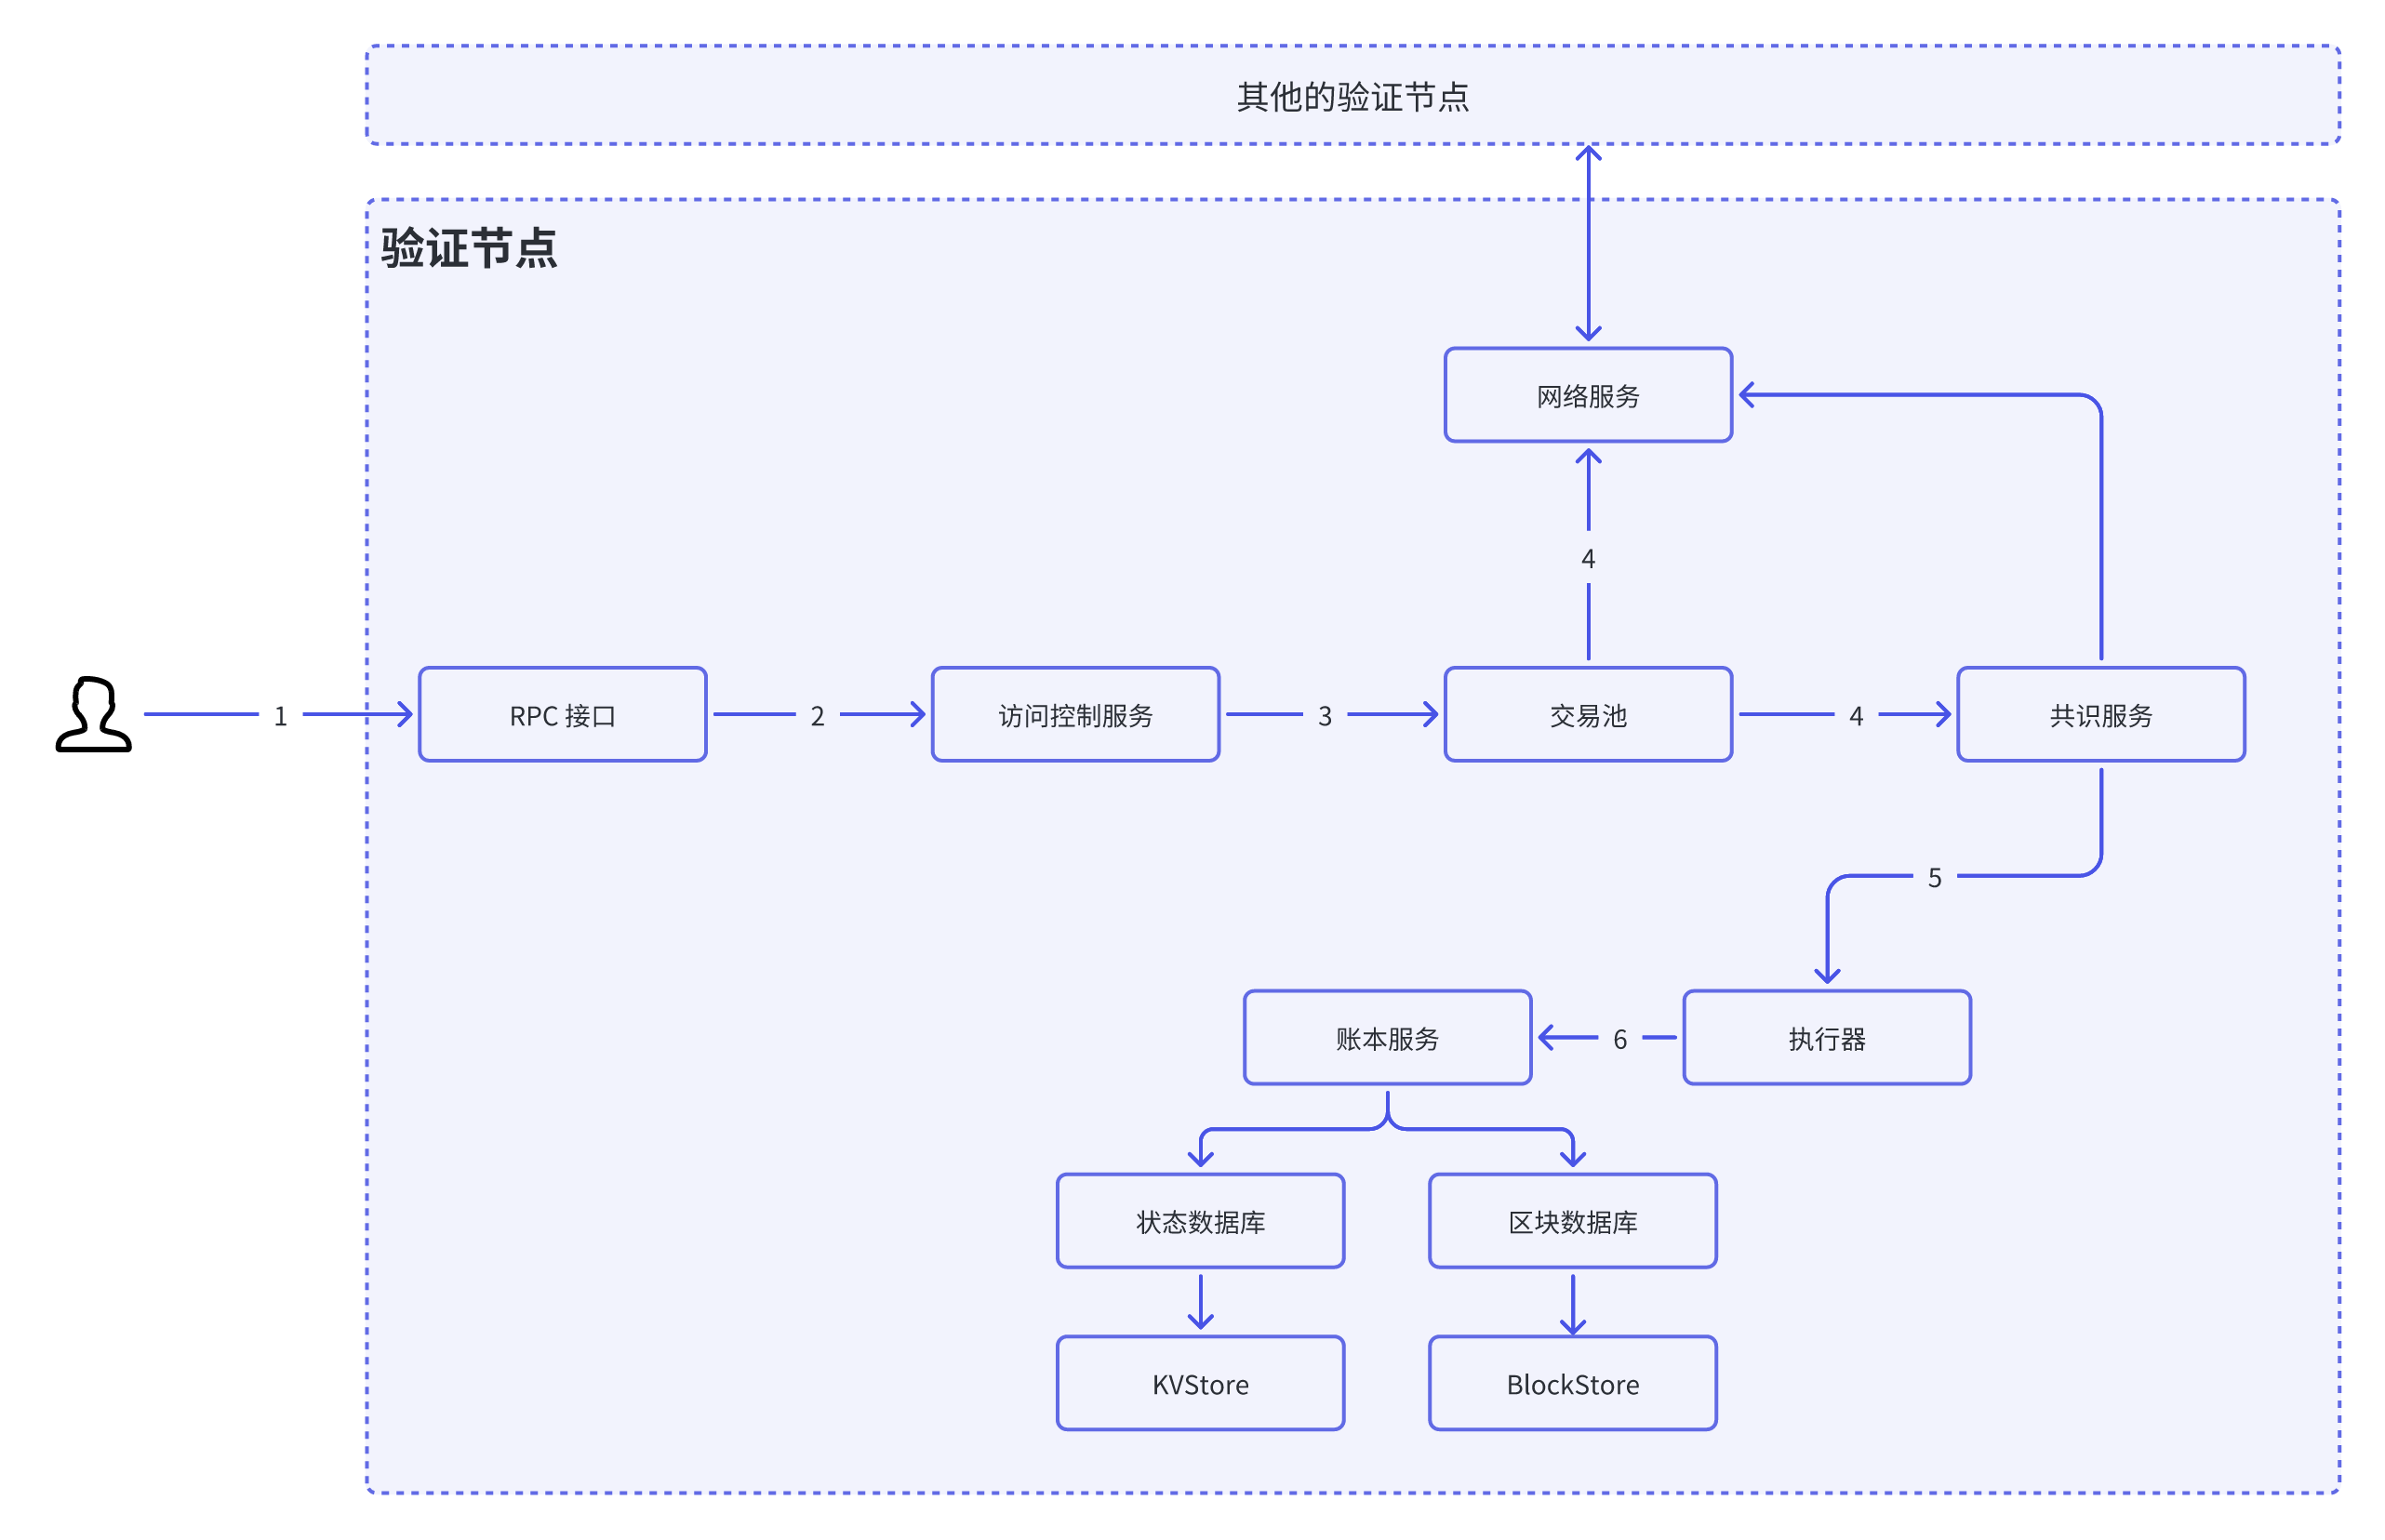 其他的验证节点
验证节点
网络服务
4
1
RPC 接口
2
访问控制服务
3
交易池
4
共识服务
5
账本服务
6
执行器
状态数据库
区块数据库
KVStore
BlockStore